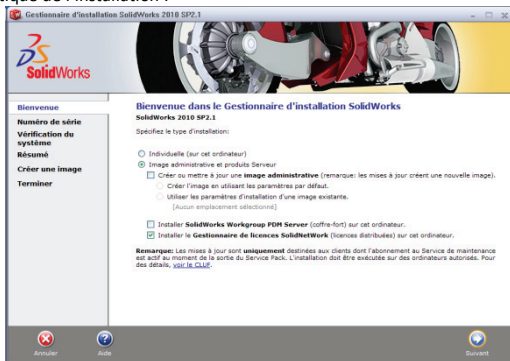 Gestionnaire d'installation SolidWorks 2010 SP2.1
SolidWorks
Bienvenue
Numéro de série
Vérification du
système
Résumé
Créer une image
Terminer
Bienvenue dans le Gestionnaire d'installation SolidWorks
SolidWorks 2010 SP2.1
Spécifiez le type d'installation:
Individuelle (sur cet ordinateur)
Image administrative et produits Serveur
Créer ou mettre à jour une image administrative (remarque: les mises à jour créent une nouvelle image).
Créer l'image en utilisant les paramètres par défaut.
Utiliser les paramètres d'installation d'une image existante.
[Aucun emplacement sélectionné]
Installer SolidWorks Workgroup PDM Server (coffre-fort) sur cet ordinateur.
Installer le Gestionnaire de licences SolidNetWork (licences distribuées) sur cet ordinateur.
Remarque: Les mises à jour sont uniquement destinées aux clients dont l'abonnement au Service de maintenance
est actif au moment de la sortie du Service Pack. L'installation doit être exécutée sur des ordinateurs autorisés. Pour
des détails, voir le CLUF.
Annuler
Aide
Suivant